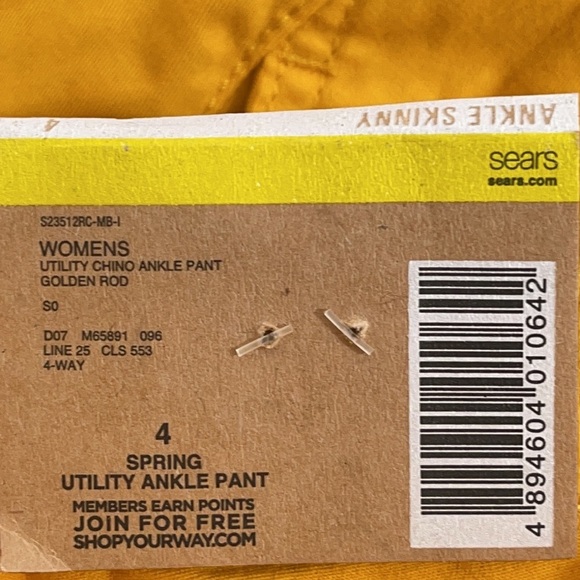 ANKLE SKINNY
4
sears
sears.com
S23512RC-MB-I
WOMENS
UTILITY CHINO ANKLE PANT
GOLDEN ROD
S0
D07 M65891 096
LINE 25 CLS 553
4-WAY
4
SPRING
UTILITY ANKLE PANT
MEMBERS EARN POINTS
JOIN FOR FREE
SHOPYOURWAY.COM
4 894604 010642